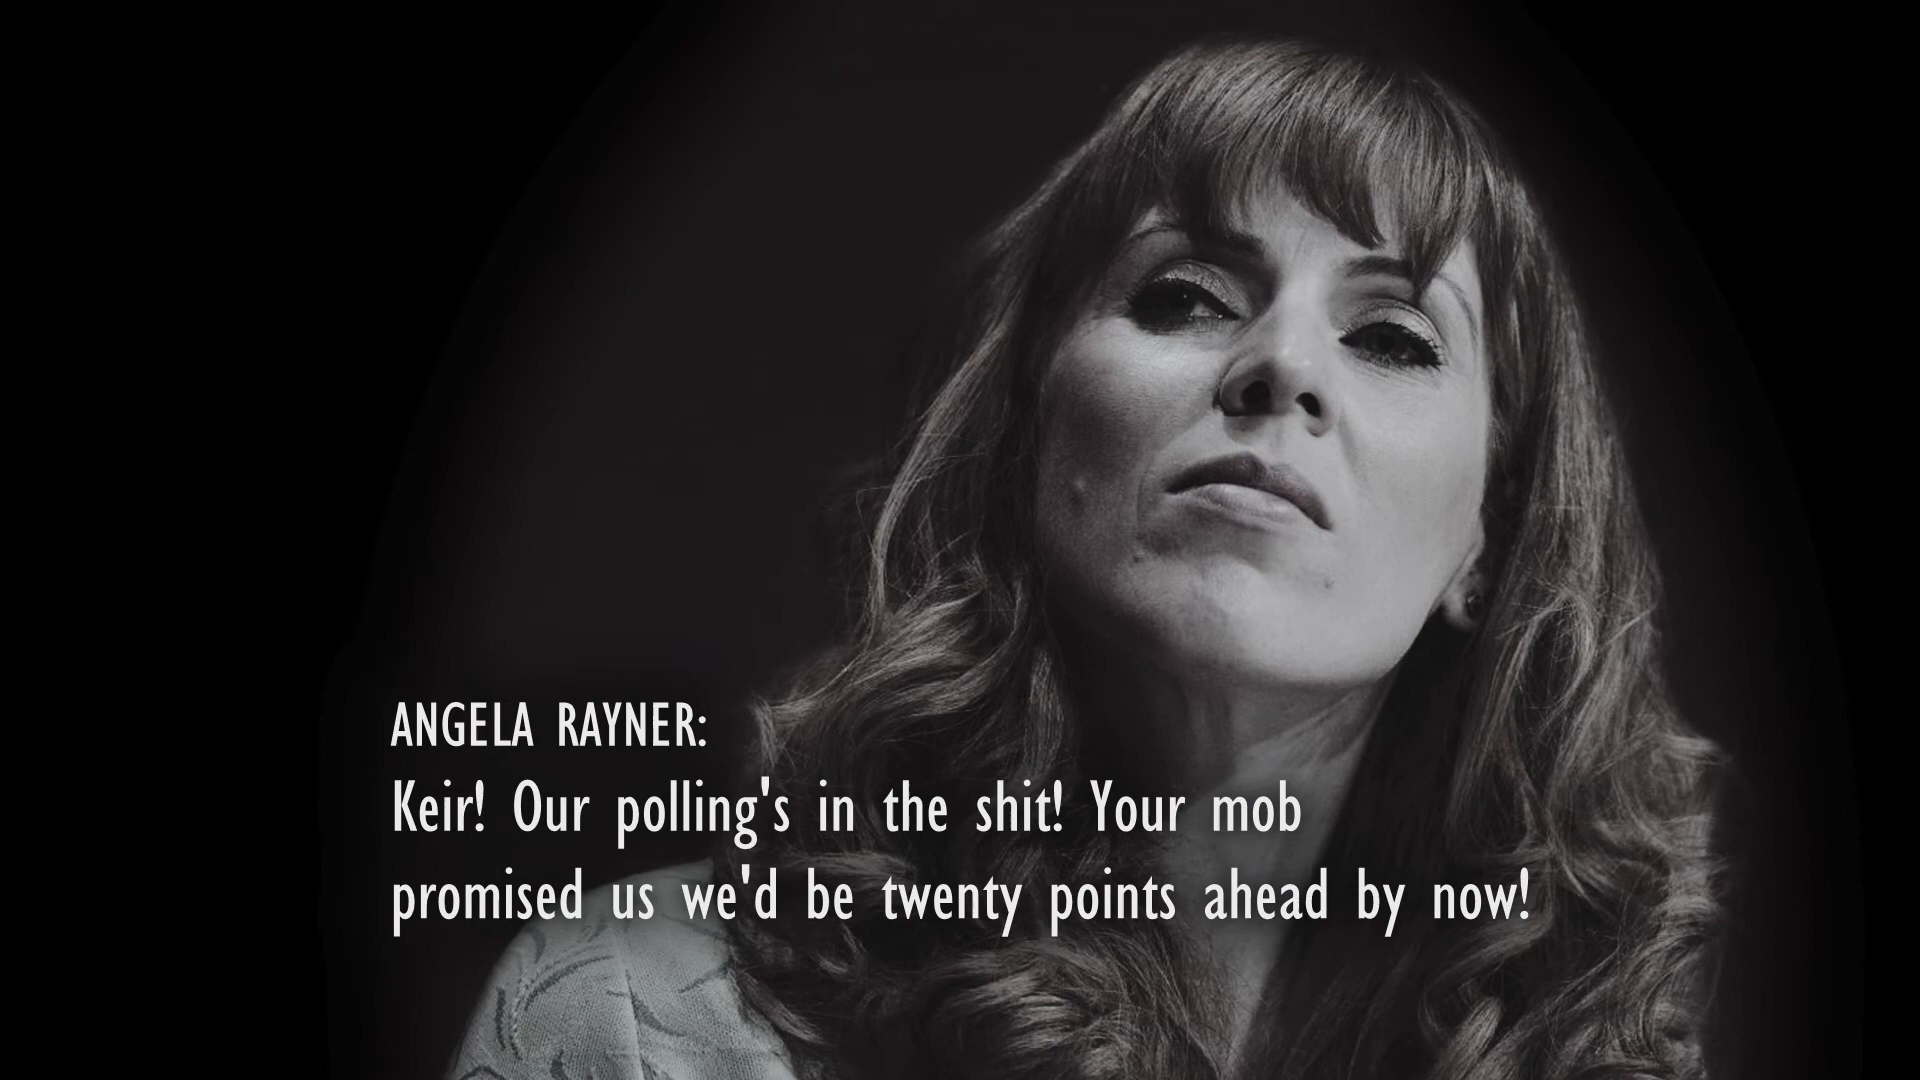 ANGELA RAYNER:
Keir! Our polling's in the shit! Your mob
promised us we'd be twenty points ahead by now!